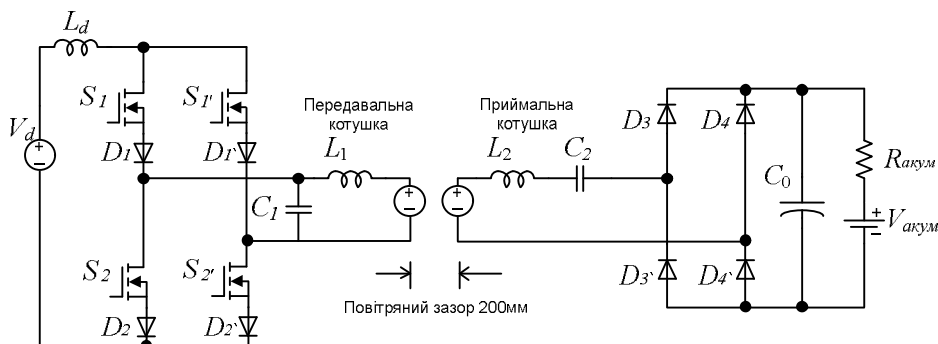 L_d
S_1
S_1'
V_d
D_1
D_1`
Передавальна
котушка
L_1
C_1
Приймальна
котушка
L_2
C_2
D_3
D_4
C_0
R_акум
V_акум
S_2
S_2'
D_2
D_2`
D_3`
D_4`
Повітряний зазор 200мм